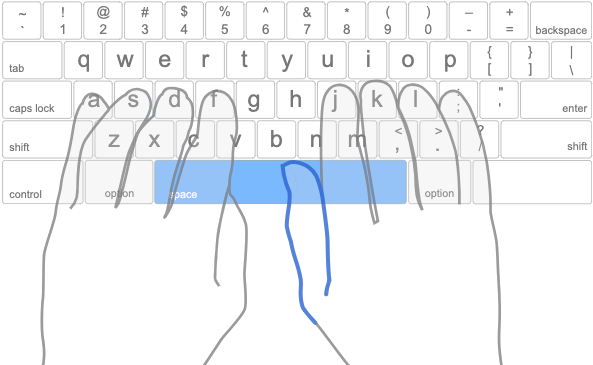 ~ ! @ # $ % ^ & * ( ) – +
` 1 2 3 4 5 6 7 8 9 0 - = backspace
tab q w e r t y u i o p { } |
[ ] \
caps lock a s d f g h j k l : " enter
; '
shift z x c v b n m < > ? shift
, . /
control option space option